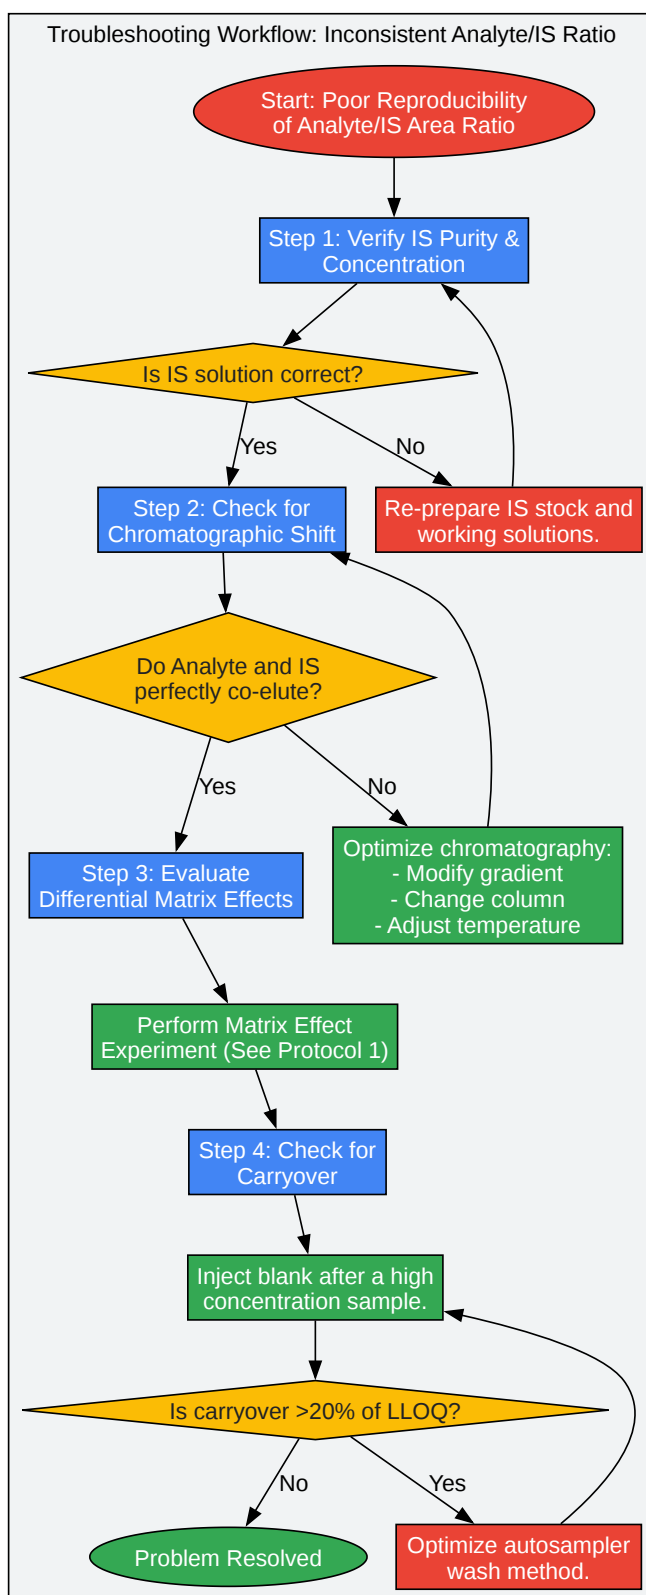 Troubleshooting Workflow: Inconsistent Analyte/IS Ratio
Start: Poor Reproducibility
of Analyte/IS Area Ratio
Step 1: Verify IS Purity &
Concentration
Is IS solution correct?
Yes
No
Step 2: Check for
Chromatographic Shift
Re-prepare IS stock and
working solutions.
Do Analyte and IS
perfectly co-elute?
Yes
No
Step 3: Evaluate
Differential Matrix Effects
Optimize chromatography:
- Modify gradient
- Change column
- Adjust temperature
Perform Matrix Effect
Experiment (See Protocol 1)
Step 4: Check for
Carryover
Inject blank after a high
concentration sample.
Is carryover >20% of LLOQ?
No
Yes
Problem Resolved
Optimize autosampler
wash method.